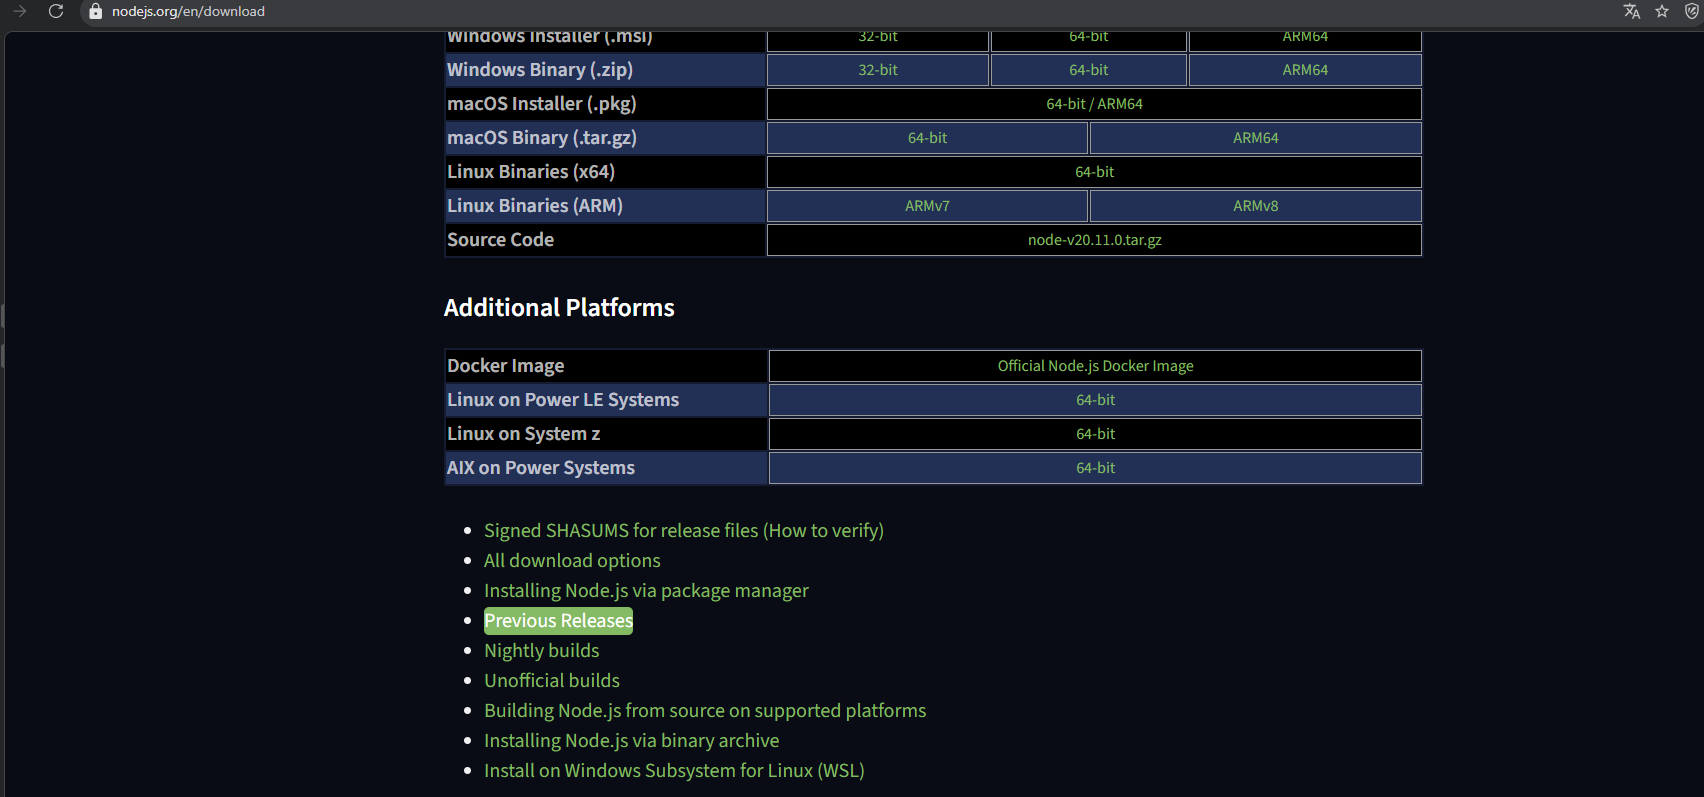 nodejs.org/en/download
Windows Installer (.msi) 32-bit 64-bit ARM64
Windows Binary (.zip) 32-bit 64-bit ARM64
macOS Installer (.pkg) 64-bit / ARM64
macOS Binary (.tar.gz) 64-bit ARM64
Linux Binaries (x64) 64-bit
Linux Binaries (ARM) ARMv7 ARMv8
Source Code node-v20.11.0.tar.gz
Additional Platforms
Docker Image Official Node.js Docker Image
Linux on Power LE Systems 64-bit
Linux on System z 64-bit
AIX on Power Systems 64-bit
Signed SHASUMS for release files (How to verify)
All download options
Installing Node.js via package manager
Previous Releases
Nightly builds
Unofficial builds
Building Node.js from source on supported platforms
Installing Node.js via binary archive
Install on Windows Subsystem for Linux (WSL)